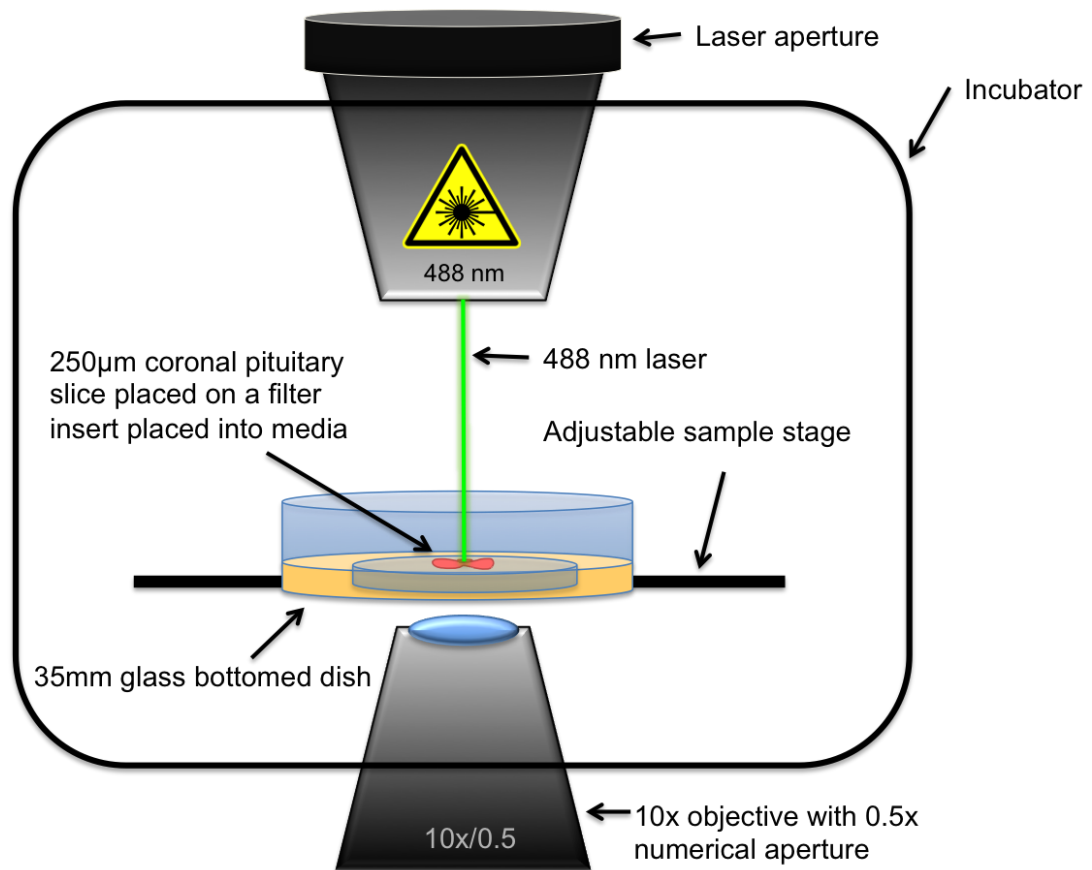 Laser aperture
Incubator
488 nm
250µm coronal pituitary
slice placed on a filter
insert placed into media
488 nm laser
Adjustable sample stage
35mm glass bottomed dish
10x/0.5
10x objective with 0.5x
numerical aperture